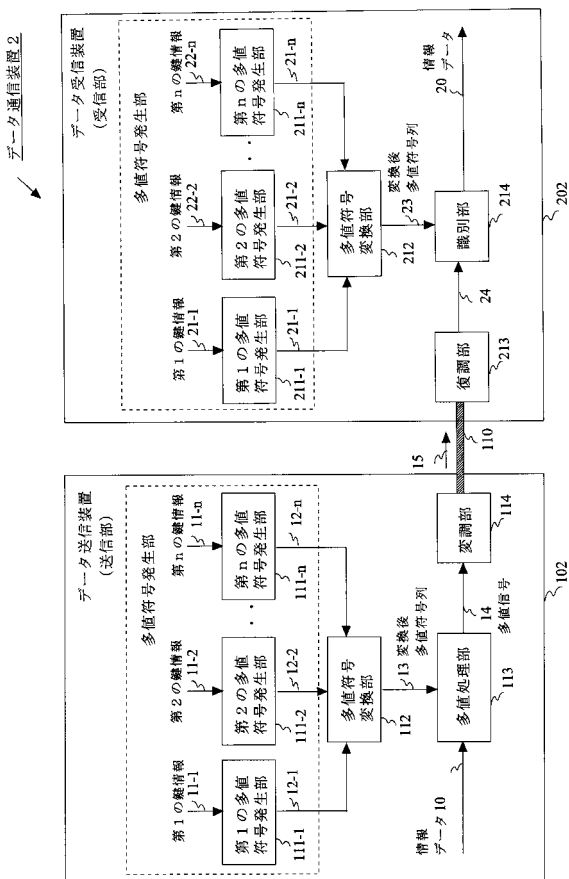 データ通信装置 2
データ送信装置
(送信部)
多値符号発生部
第1の鍵情報
11-1
第2の鍵情報
11-2
第nの鍵情報
11-n
第1の多値
符号発生部
111-1
12-1
第2の多値
符号発生部
111-2
12-2
・・
第nの多値
符号発生部
111-n
12-n
多値符号
変換部
112
13 変換後
多値符号列
情報
データ10
多値処理部
113
14
多値信号
変調部
114
102
15
110
データ受信装置
(受信部)
多値符号発生部
第1の鍵情報
21-1
第2の鍵情報
22-2
第nの鍵情報
22-n
第1の多値
符号発生部
211-1
21-1
第2の多値
符号発生部
211-2
21-2
・・
第nの多値
符号発生部
211-n
21-n
多値符号
変換部
212
変換後
多値符号列
23
復調部
213
24
識別部
214
情報
データ
20
202